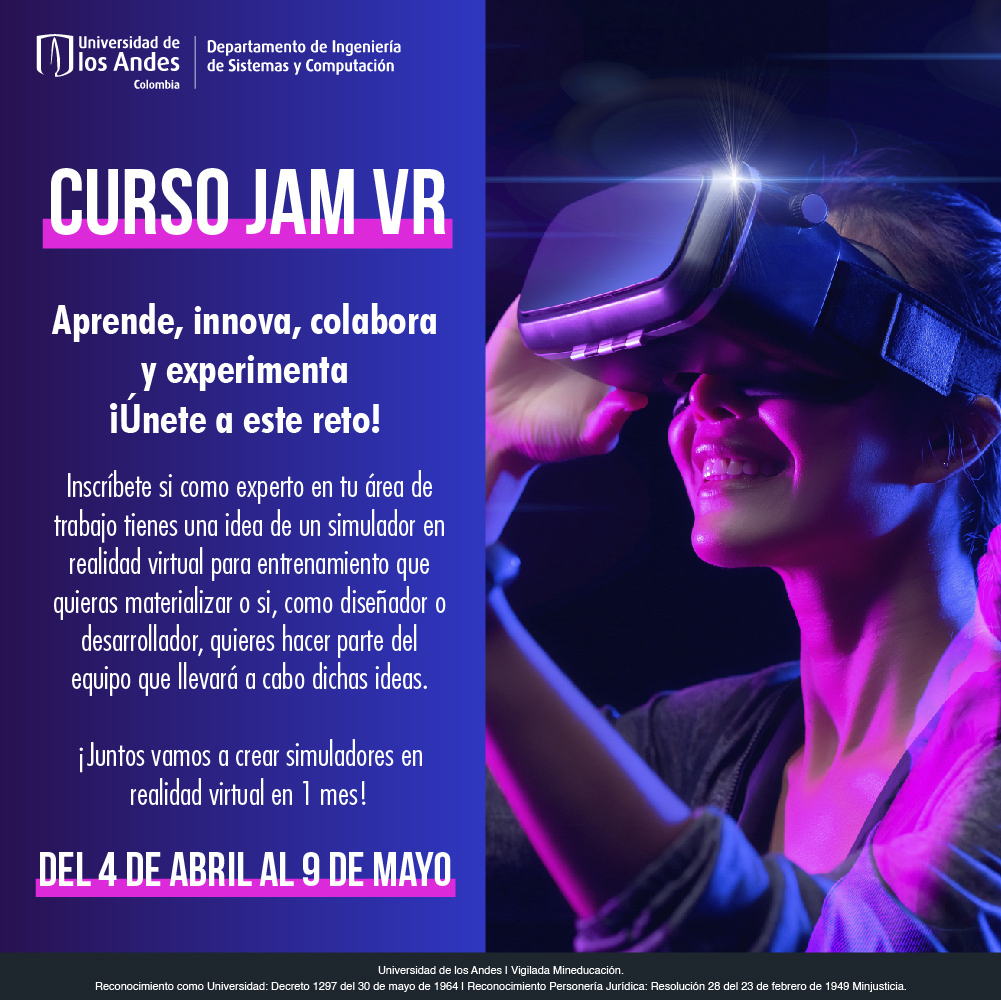 Universidad de
los Andes
Colombia
Departamento de Ingeniería
de Sistemas y Computación
CURSO JAM VR
Aprende, innova, colabora
y experimenta
¡Únete a este reto!
Inscríbete si como experto en tu área de
trabajo tienes una idea de un simulador en
realidad virtual para entrenamiento que
quieras materializar o si, como diseñador o
desarrollador, quieres hacer parte del
equipo que llevará a cabo dichas ideas.
¡Juntos vamos a crear simuladores en
realidad virtual en 1 mes!
DEL 4 DE ABRIL AL 9 DE MAYO
Universidad de los Andes | Vigilada Mineducación.
Reconocimiento como Universidad: Decreto 1297 del 30 de mayo de 1964 | Reconocimiento Personería Jurídica: Resolución 28 del 23 de febrero de 1949 Minjusticia.